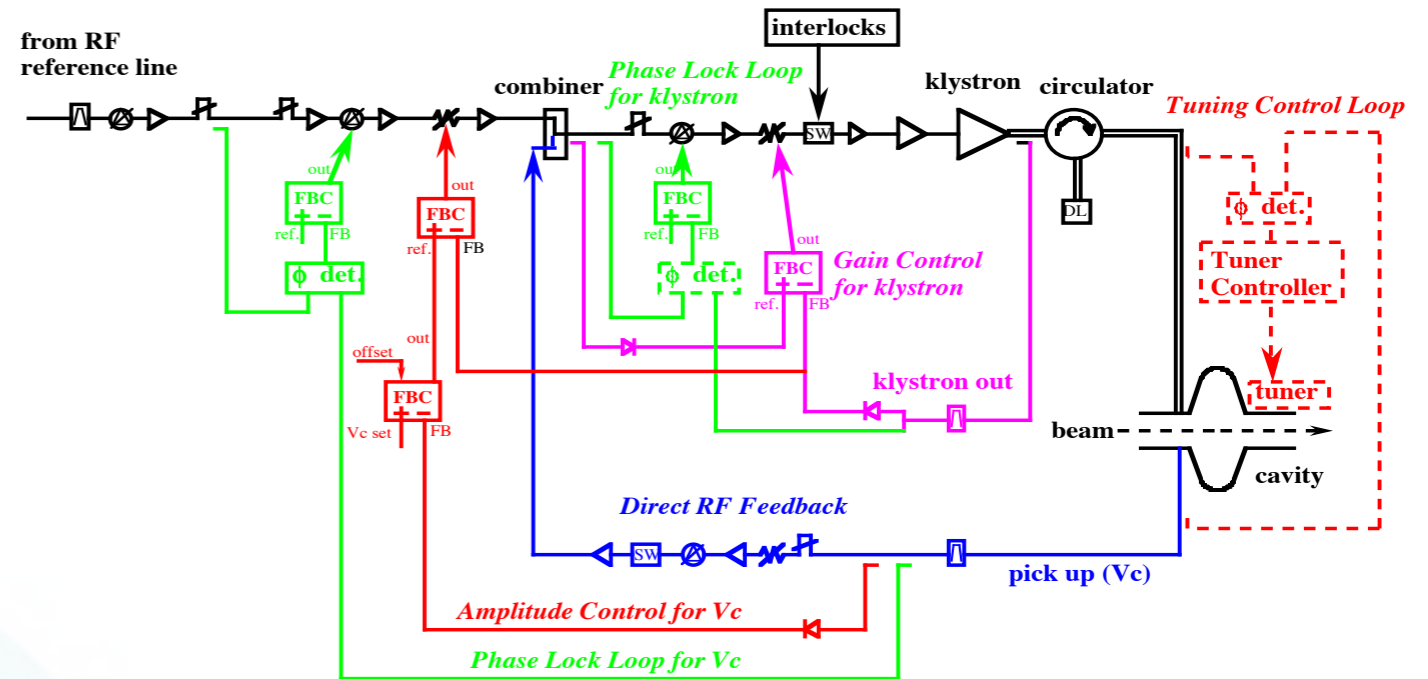 interlocks
from RF
reference line
combiner
Phase Lock Loop
for klystron
klystron
circulator
Tuning Control Loop
SW
out
FBC
ref.
FB
ϕ det.
out
FBC
ref.
FB
out
FBC
ref.
FB
ϕ det.
out
FBC
ref.
FB
Gain Control
for klystron
DL
ϕ det.
Tuner
Controller
tuner
offset
out
FBC
Vc set
FB
klystron out
beam
cavity
Direct RF Feedback
SW
pick up (Vc)
Amplitude Control for Vc
Phase Lock Loop for Vc